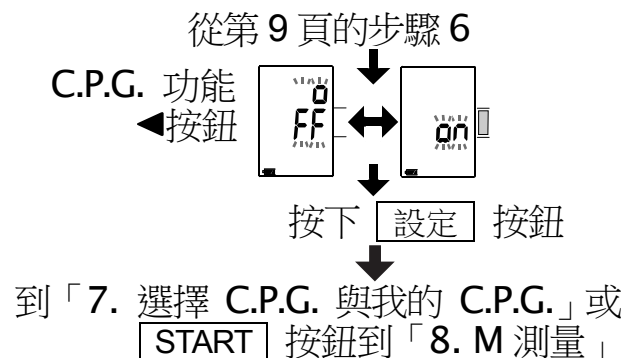 從第 9 頁的步驟 6
C.P.G. 功能
◀按鈕
o
FF
on
按下 設定 按鈕
到「7. 選擇 C.P.G. 與我的 C.P.G.」或
START 按鈕到「8. M 測量」